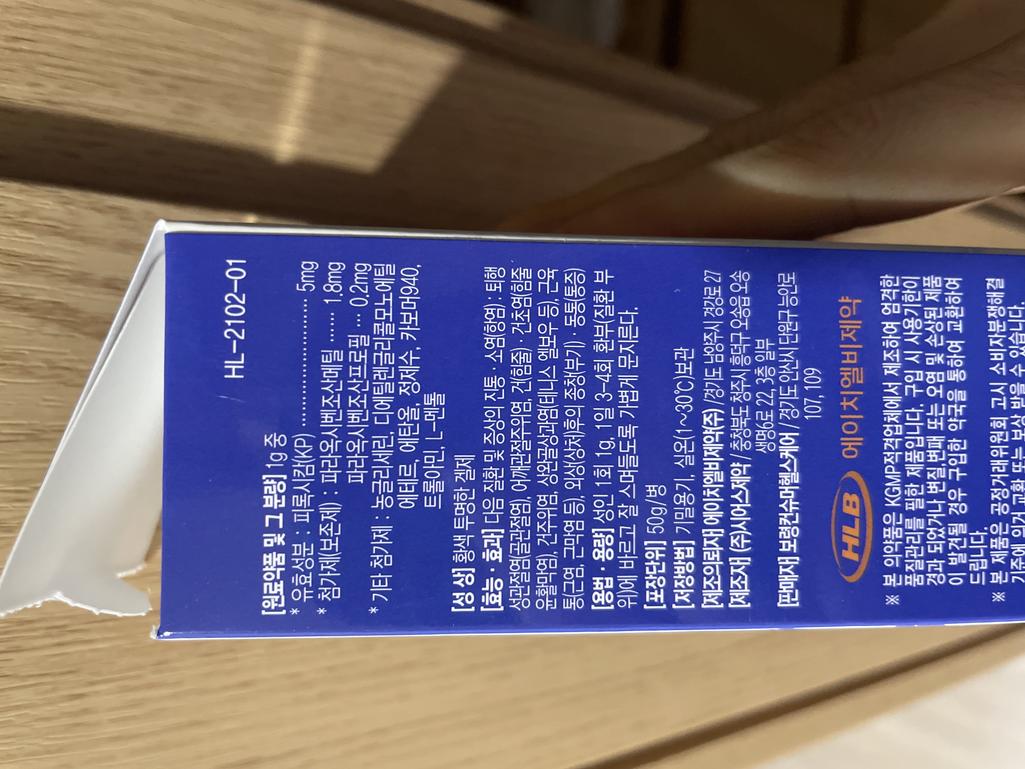 HL-2102-01
[원료약품 및 그 분량] 1g 중
* 유효성분 : 피록시캄(KP) ........................ 5mg
* 첨가제(보존제) : 파라옥시벤조산메틸 ....... 1.8mg
파라옥시벤조산프로필 ... 0.2mg
* 기타 첨가제 : 농글리세린, 디에틸렌글리콜모노에틸
에테르, 에탄올, 정제수, 카보머940,
트롤아민, L-멘톨
[성 상] 황색 투명한 겔제
[효능·효과] 다음 질환 및 증상의 진통·소염(항염) : 퇴행
성관절염(골관절염), 어깨관절주위염, 건(힘줄)·건초염(힘줄
윤활막염), 건주위염, 상완골상과염(테니스 엘보우 등), 근육
통(근염, 근막염 등), 외상(상처)후의 종창(부기)·동통(통증)
[용법·용량] 성인 1회 1g, 1일 3~4회 환부(질환 부
위)에 바르고 잘 스며들도록 가볍게 문지른다.
[포장단위] 50g/병
[저장방법] 기밀용기, 실온(1~30℃)보관
[제조의뢰자] 에이치엘비제약(주) / 경기도 남양주시 경강로 27
[제조자] (주)시어스제약 / 충청북도 청주시 흥덕구 오송읍 오송
생명6로 22, 3층 일부
[판매자] 보령컨슈머헬스케어 / 경기도 안산시 단원구 능안로
107, 109
HLB 에이치엘비제약
※ 본 의약품은 KGMP적격업체에서 제조하여 엄격한
품질관리를 필한 제품입니다. 구입 시 사용기한이
경과 되었거나 변질·변패 또는 오염 및 손상된 제품
이 발견될 경우 구입한 약국을 통하여 교환하여
드립니다.
※ 본 제품은 공정거래위원회 고시 소비자분쟁해결
기준에 의거 교환 또는 보상 받을 수 있습니다.